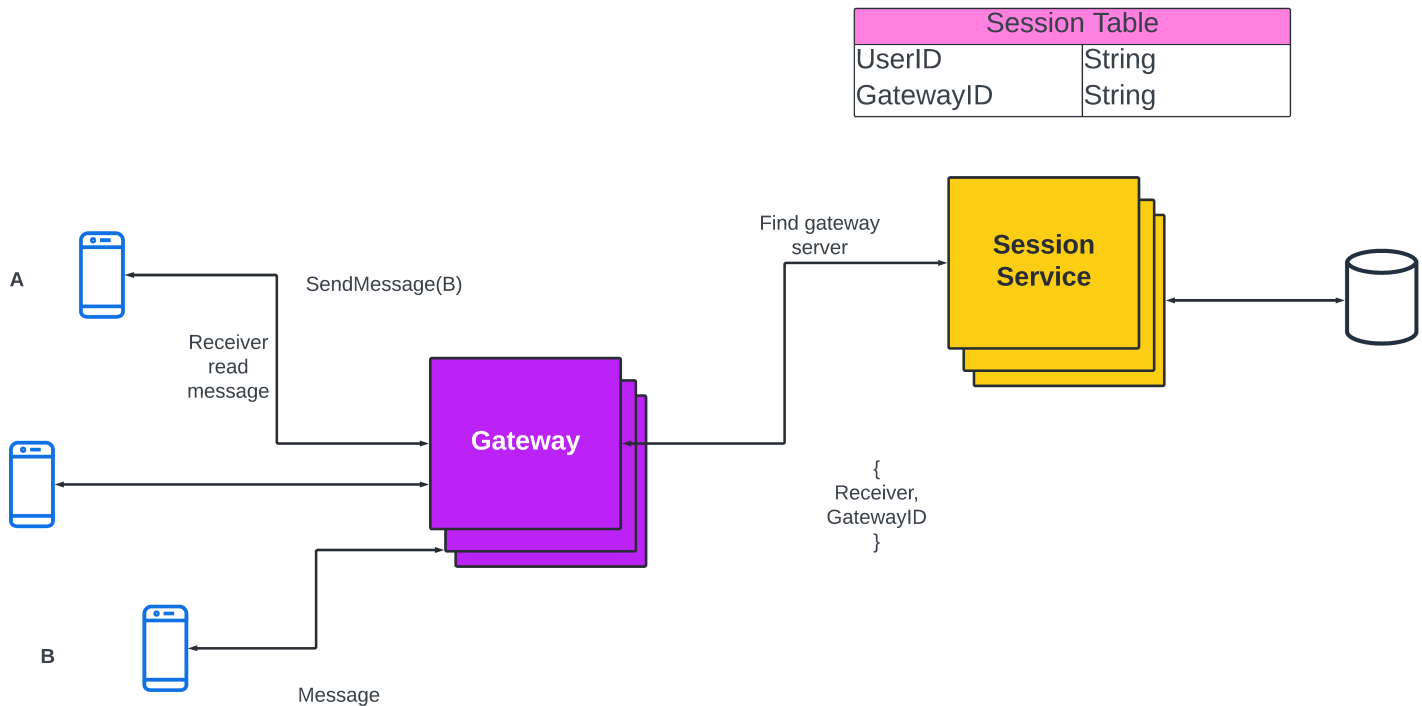 Session Table
UserID String
GatewayID String
Find gateway
server
Session
Service
A
SendMessage(B)
Receiver
read
message
Gateway
{
Receiver,
GatewayID
}
B
Message